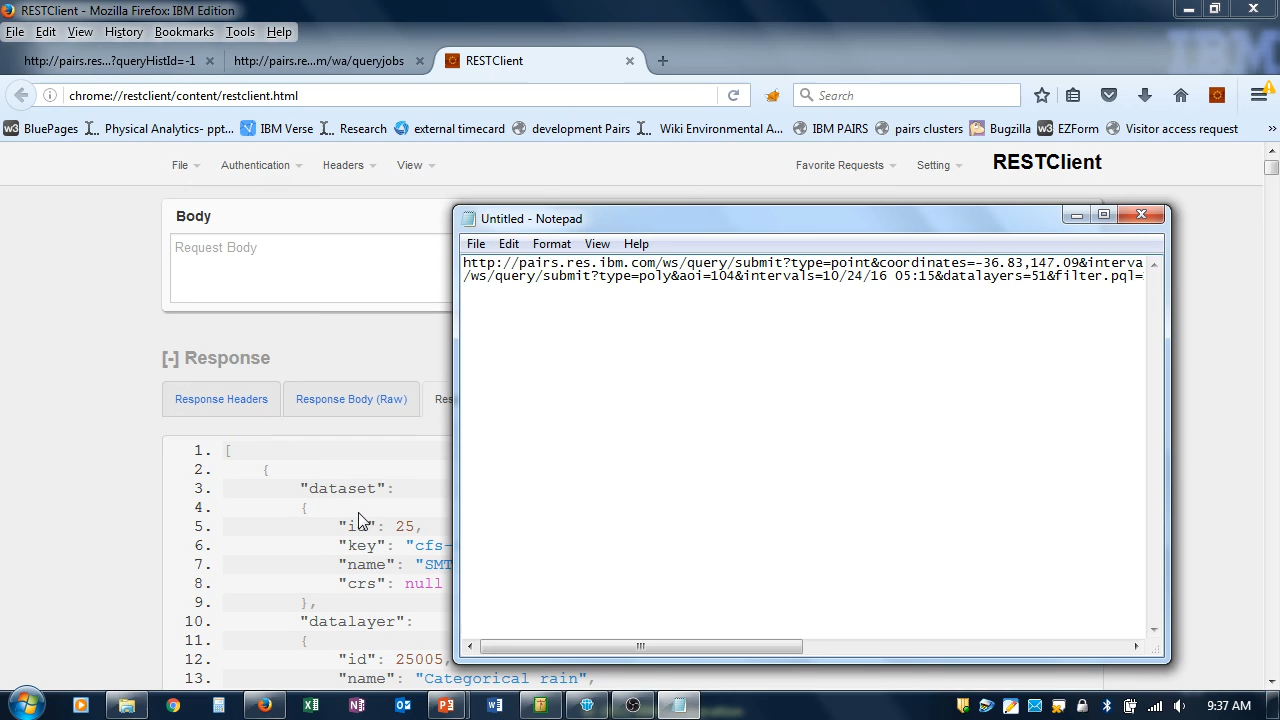 RESTClient - Mozilla Firefox: IBM Edition
File Edit View History Bookmarks Tools Help
http://pairs.res...?queryHistId=-1
http://pairs.re...m/wa/queryjobs
RESTClient
chrome://restclient/content/restclient.html
Search
w3 BluePages
Physical Analytics- ppt...
IBM Verse
Research
external timecard
development Pairs
Wiki Environmental A...
IBM PAIRS
pairs clusters
Bugzilla
w3 EZForm
Visitor access request
File Authentication Headers View
Favorite Requests Setting RESTClient
Body
Request Body
Untitled - Notepad
File Edit Format View Help
http://pairs.res.ibm.com/ws/query/submit?type=point&coordinates=-36.83,147.09&interva
/ws/query/submit?type=poly&aoi=104&intervals=10/24/16 05:15&datalayers=51&filter.pql=
[-] Response
Response Headers Response Body (Raw) Res
1. [
2. {
3. "dataset":
4. {
5. "id": 25,
6. "key": "cfs-
7. "name": "SMT
8. "crs": null
9. },
10. "datalayer":
11. {
12. "id": 25005,
13. "name": "Categorical rain",
9:37 AM